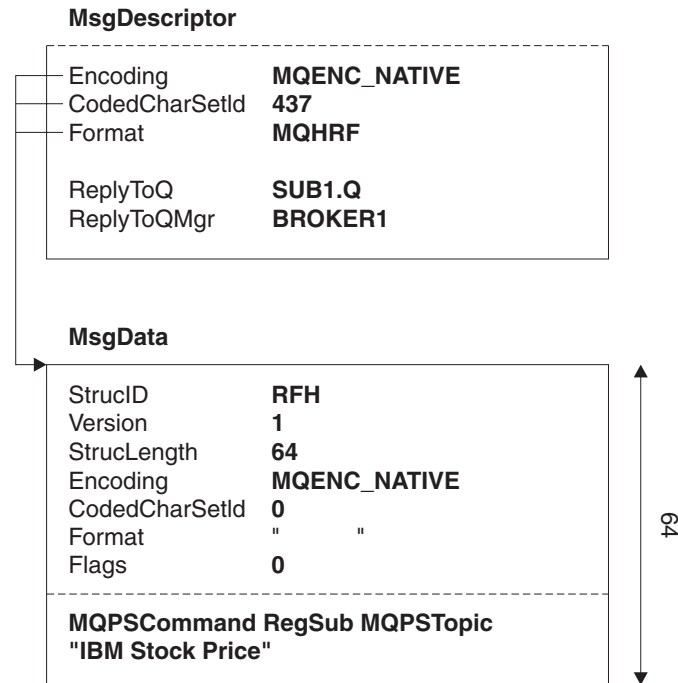 MsgDescriptor
Encoding MQENC_NATIVE
CodedCharSetId 437
Format MQHRF
ReplyToQ SUB1.Q
ReplyToQMgr BROKER1
MsgData
StrucID RFH
Version 1
StrucLength 64
Encoding MQENC_NATIVE
CodedCharSetId 0
Format " "
Flags 0
64
MQPSCommand RegSub MQPSTopic
"IBM Stock Price"